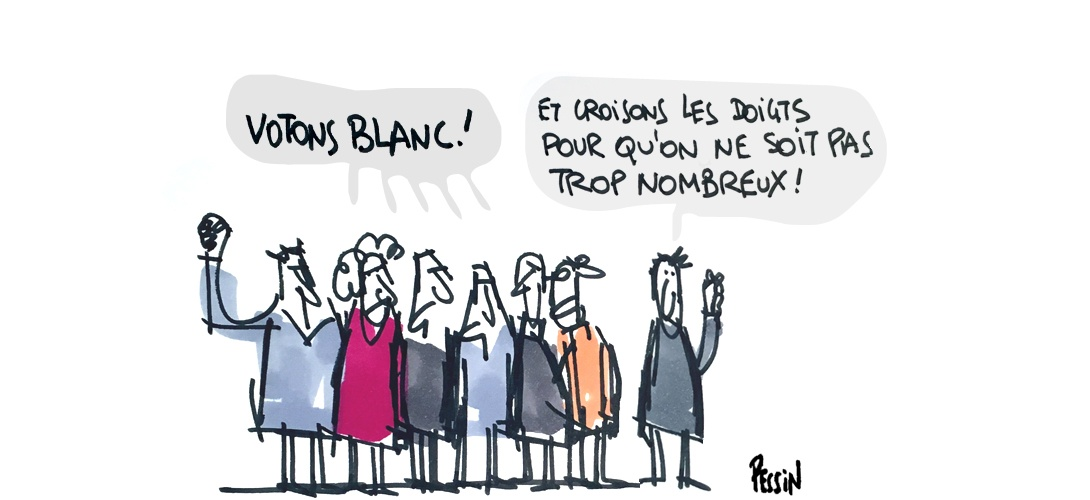 VOTONS BLANC!
ET CROISONS LES DOIGTS
POUR QU'ON NE SOIT PAS
TROP NOMBREUX!
PESSIN